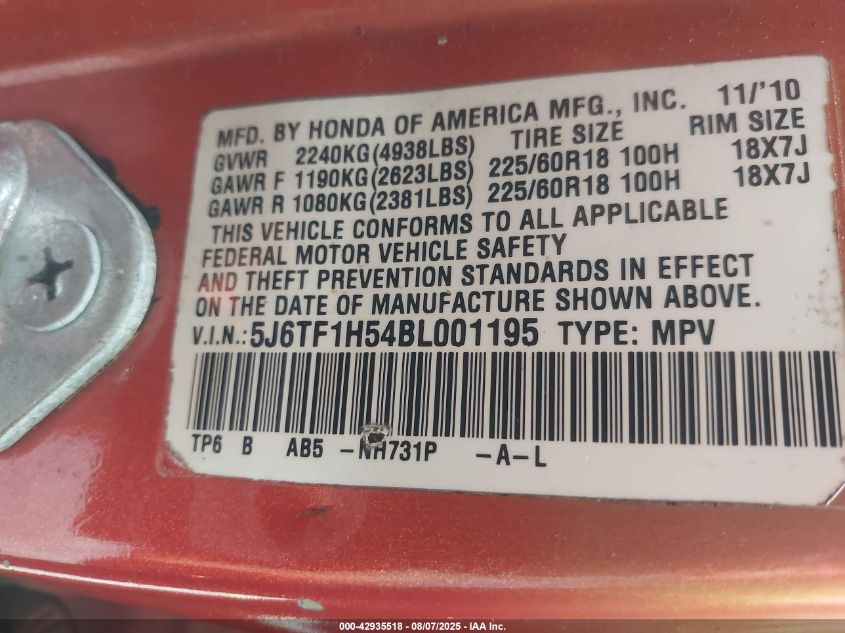 MFD. BY HONDA OF AMERICA MFG., INC. 11/'10
GVWR 2240KG(4938LBS) TIRE SIZE RIM SIZE
GAWR F 1190KG(2623LBS) 225/60R18 100H 18X7J
GAWR R 1080KG(2381LBS) 225/60R18 100H 18X7J
THIS VEHICLE CONFORMS TO ALL APPLICABLE
FEDERAL MOTOR VEHICLE SAFETY
AND THEFT PREVENTION STANDARDS IN EFFECT
ON THE DATE OF MANUFACTURE SHOWN ABOVE.
V.I.N.:5J6TF1H54BL001195 TYPE: MPV
TP6 B AB5 -NH731P -A-L
000-42935518 - 08/07/2025 - IAA Inc.